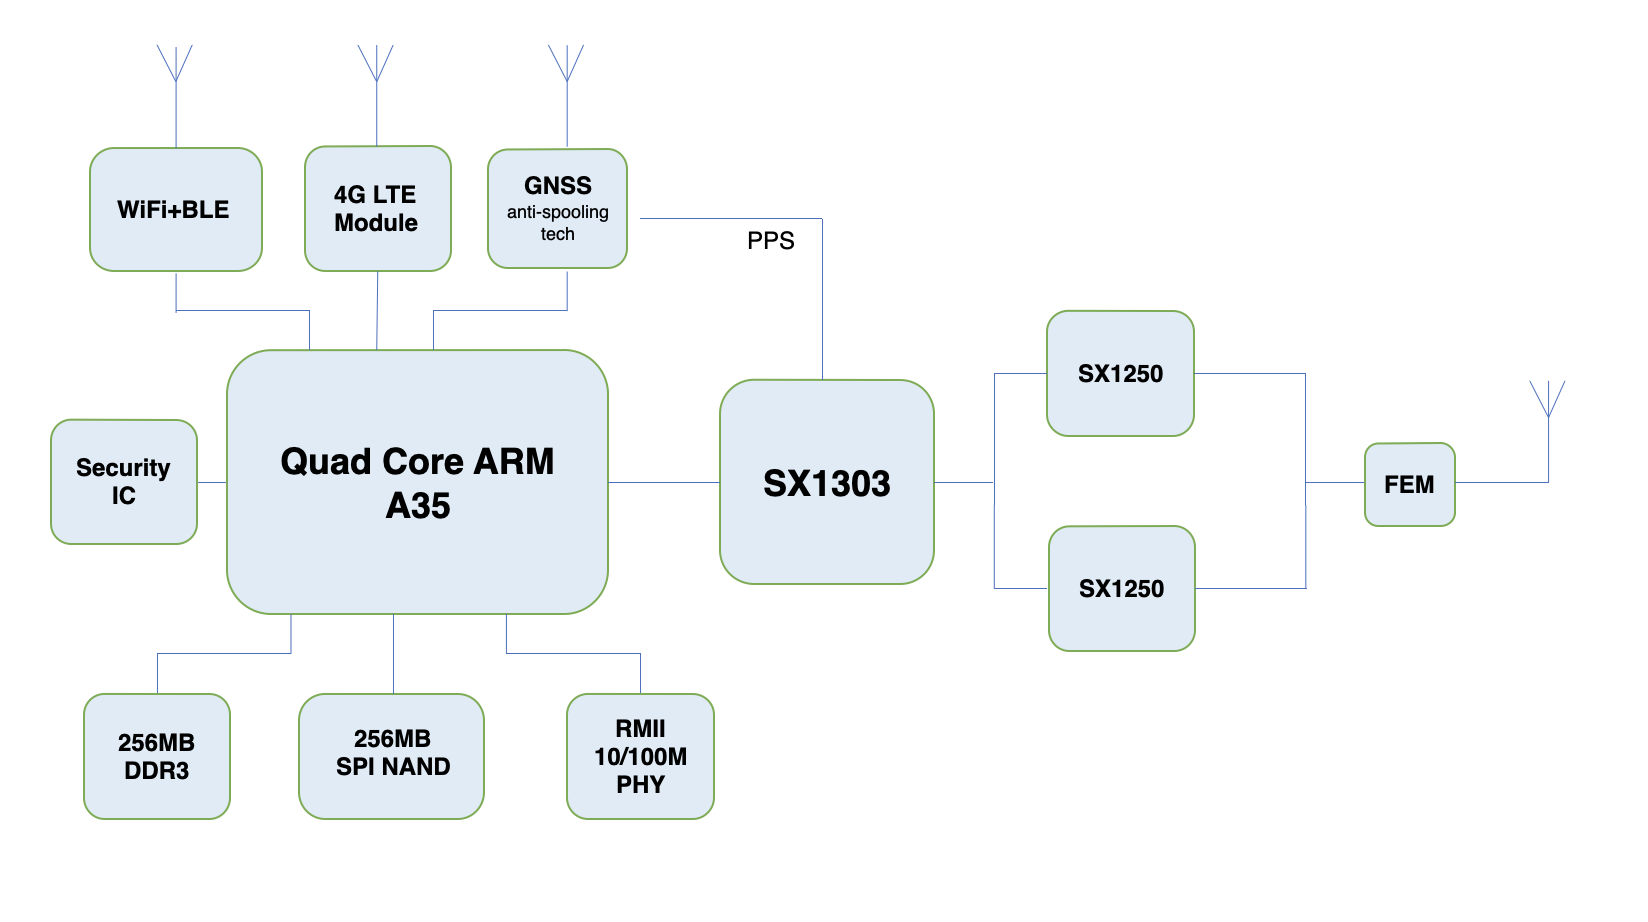 WiFi+BLE
4G LTE
Module
GNSS
anti-spooling
tech
PPS
Security
IC
Quad Core ARM
A35
SX1303
SX1250
SX1250
FEM
256MB
DDR3
256MB
SPI NAND
RMII
10/100M
PHY